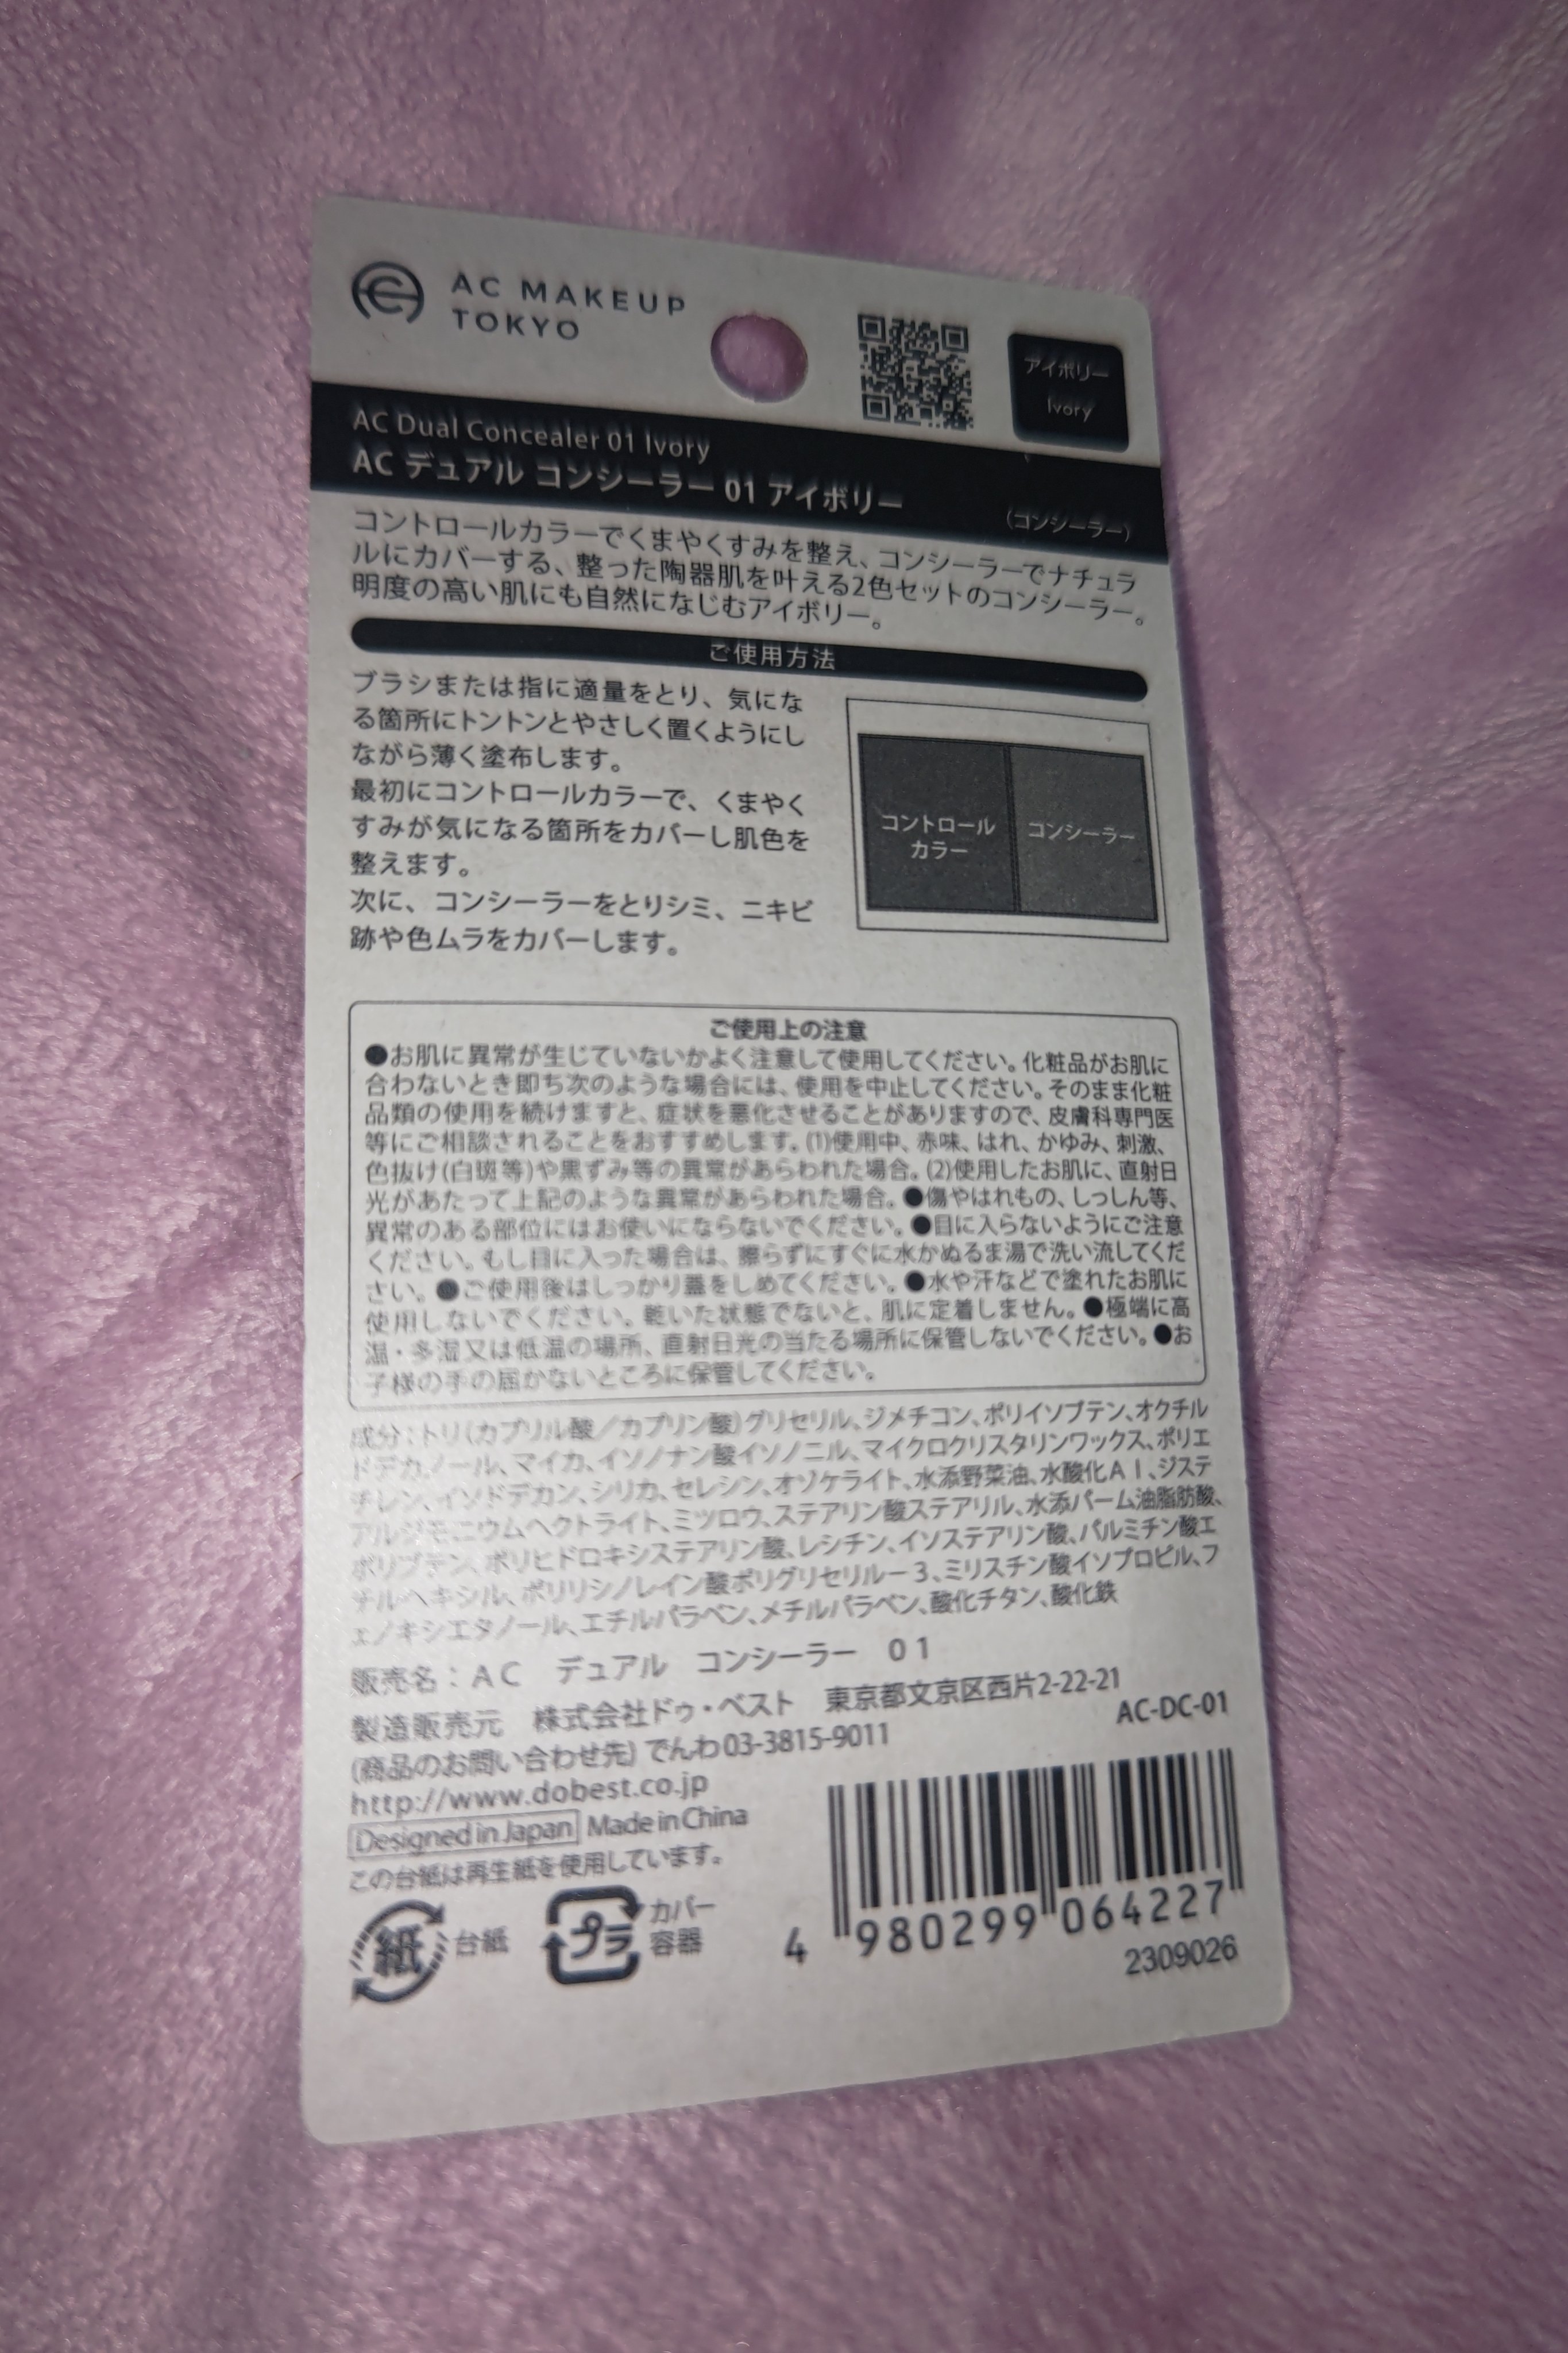 AC MAKEUP
TOKYO
アイボリー
Ivory
AC Dual Concealer 01 Ivory
AC デュアル コンシーラー 01 アイボリー
(コンシーラー)
コントロールカラーでくまやくすみを整え、コンシーラーでナチュラ
ルにカバーする、整った陶器肌を叶える2色セットのコンシーラー。
明度の高い肌にも自然になじむアイボリー。
ご使用方法
ブラシまたは指に適量をとり、気にな
る箇所にトントンとやさしく置くようにし
ながら薄く塗布します。
最初にコントロールカラーで、くまやく
すみが気になる箇所をカバーし肌色を
整えます。
次に、コンシーラーをとりシミ、ニキビ
跡や色ムラをカバーします。
コントロール
カラー
コンシーラー
ご使用上の注意
●お肌に異常が生じていないかよく注意して使用してください。化粧品がお肌に
合わないとき即ち次のような場合には、使用を中止してください。そのまま化粧
品類の使用を続けますと、症状を悪化させることがありますので、皮膚科専門医
等にご相談されることをおすすめします。(1)使用中、赤味、はれ、かゆみ、刺激、
色抜け(白斑等)や黒ずみ等の異常があらわれた場合。(2)使用したお肌に、直射日
光があたって上記のような異常があらわれた場合。●傷やはれもの、しっしん等、
異常のある部位にはお使いにならないでください。●目に入らないようにご注意
ください。もし目に入った場合は、擦らずにすぐに水かぬるま湯で洗い流してくだ
さい。●ご使用後はしっかり蓋をしめてください。●水や汗などで塗れたお肌に
使用しないでください。乾いた状態でないと、肌に定着しません。●極端に高
温・多湿又は低温の場所、直射日光の当たる場所に保管しないでください。●お
子様の手の届かないところに保管してください。
成分:トリ(カプリル酸/カプリン酸)グリセリル、ジメチコン、ポリイソブテン、オクチル
ドデカノール、マイカ、イソノナン酸イソノニル、マイクロクリスタリンワックス、ポリエ
チレン、イソドデカン、シリカ、セレシン、オゾケライト、水添野菜油、水酸化Al、ジステ
アルジモニウムヘクトライト、ミツロウ、ステアリン酸ステアリル、水添パーム油脂肪酸、
ポリブテン、ポリヒドロキシステアリン酸、レシチン、イソステアリン酸、パルミチン酸エ
チルヘキシル、ポリリシノレイン酸ポリグリセリル-3、ミリスチン酸イソプロピル、フ
ェノキシエタノール、エチルパラベン、メチルパラベン、酸化チタン、酸化鉄
販売名:AC デュアル コンシーラー 01
製造販売元 株式会社ドゥ・ベスト 東京都文京区西片2-22-21
(商品のお問い合わせ先) でんわ03-3815-9011
AC-DC-01
http://www.dobest.co.jp
Designed in Japan Made in China
この台紙は再生紙を使用しています。
紙 台紙
プラ カバー
容器
4 980299 064227
2309026